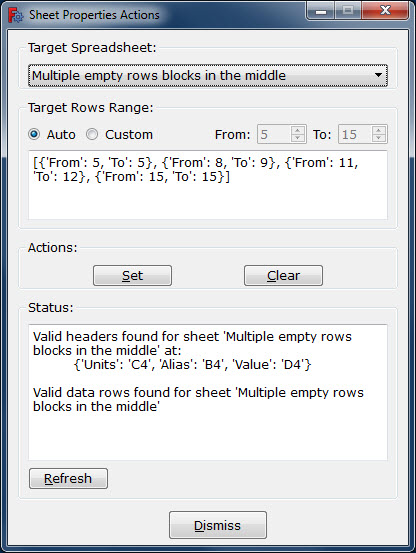 Sheet Properties Actions
Target Spreadsheet:
Multiple empty rows blocks in the middle
Target Rows Range:
Auto Custom From: 5 To: 15
[{'From': 5, 'To': 5}, {'From': 8, 'To': 9}, {'From': 11,
'To': 12}, {'From': 15, 'To': 15}]
Actions:
Set Clear
Status:
Valid headers found for sheet 'Multiple empty rows
blocks in the middle' at:
{'Units': 'C4', 'Alias': 'B4', 'Value': 'D4'}
Valid data rows found for sheet 'Multiple empty rows
blocks in the middle'
Refresh
Dismiss